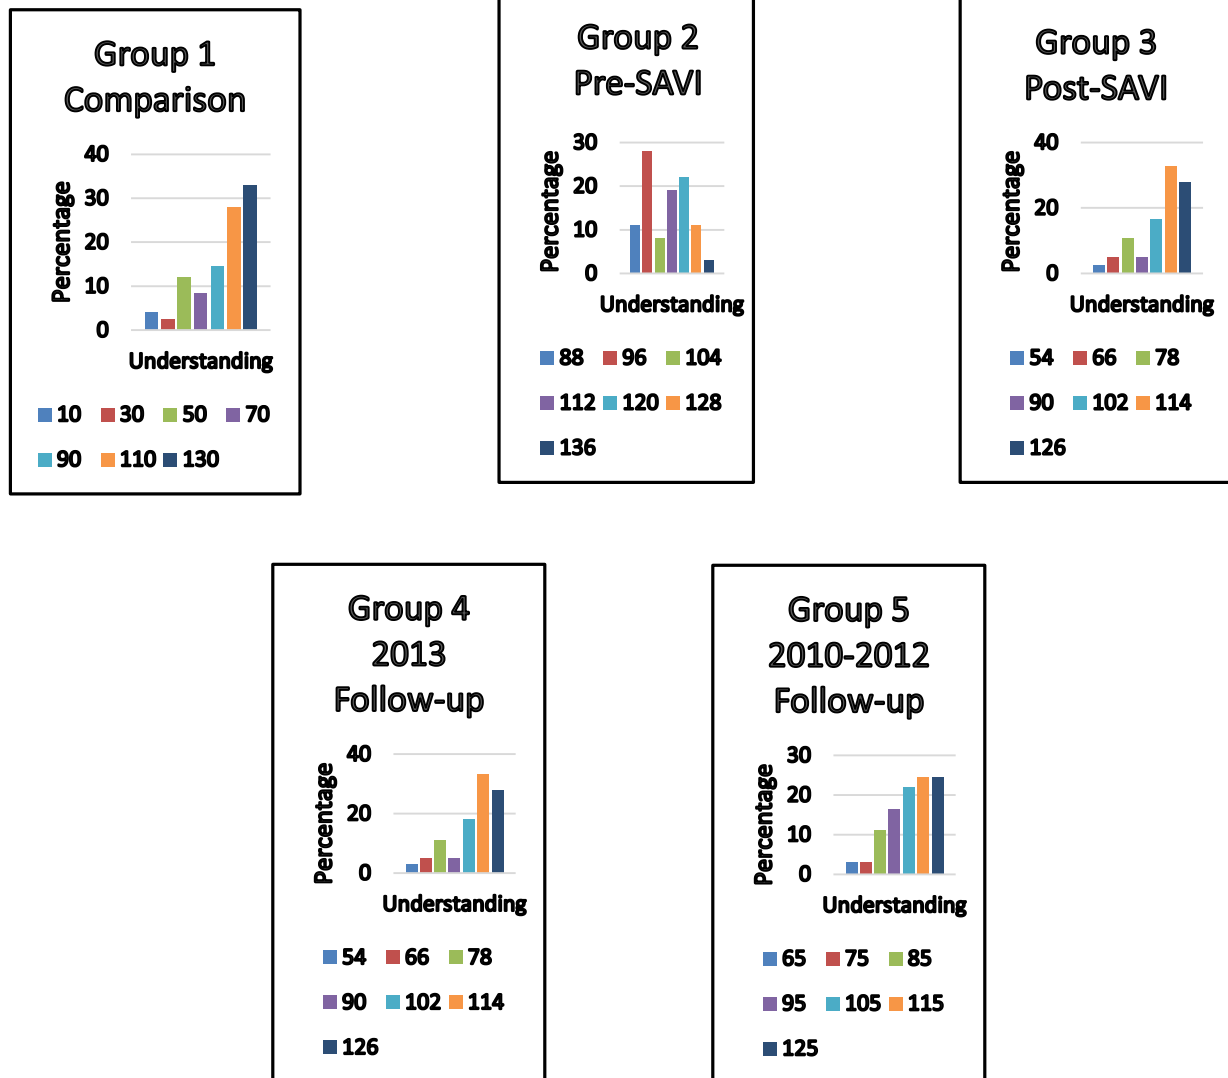 Group 1
Comparison
40
30
20
10
0
Percentage
Understanding
10 30 50 70
90 110 130
Group 2
Pre-SAVI
30
20
10
0
Percentage
Understanding
88 96 104
112 120 128
136
Group 3
Post-SAVI
40
20
0
Percentage
Understanding
54 66 78
90 102 114
126
Group 4
2013
Follow-up
40
20
0
Percentage
Understanding
54 66 78
90 102 114
126
Group 5
2010-2012
Follow-up
30
20
10
0
Percentage
Understanding
65 75 85
95 105 115
125